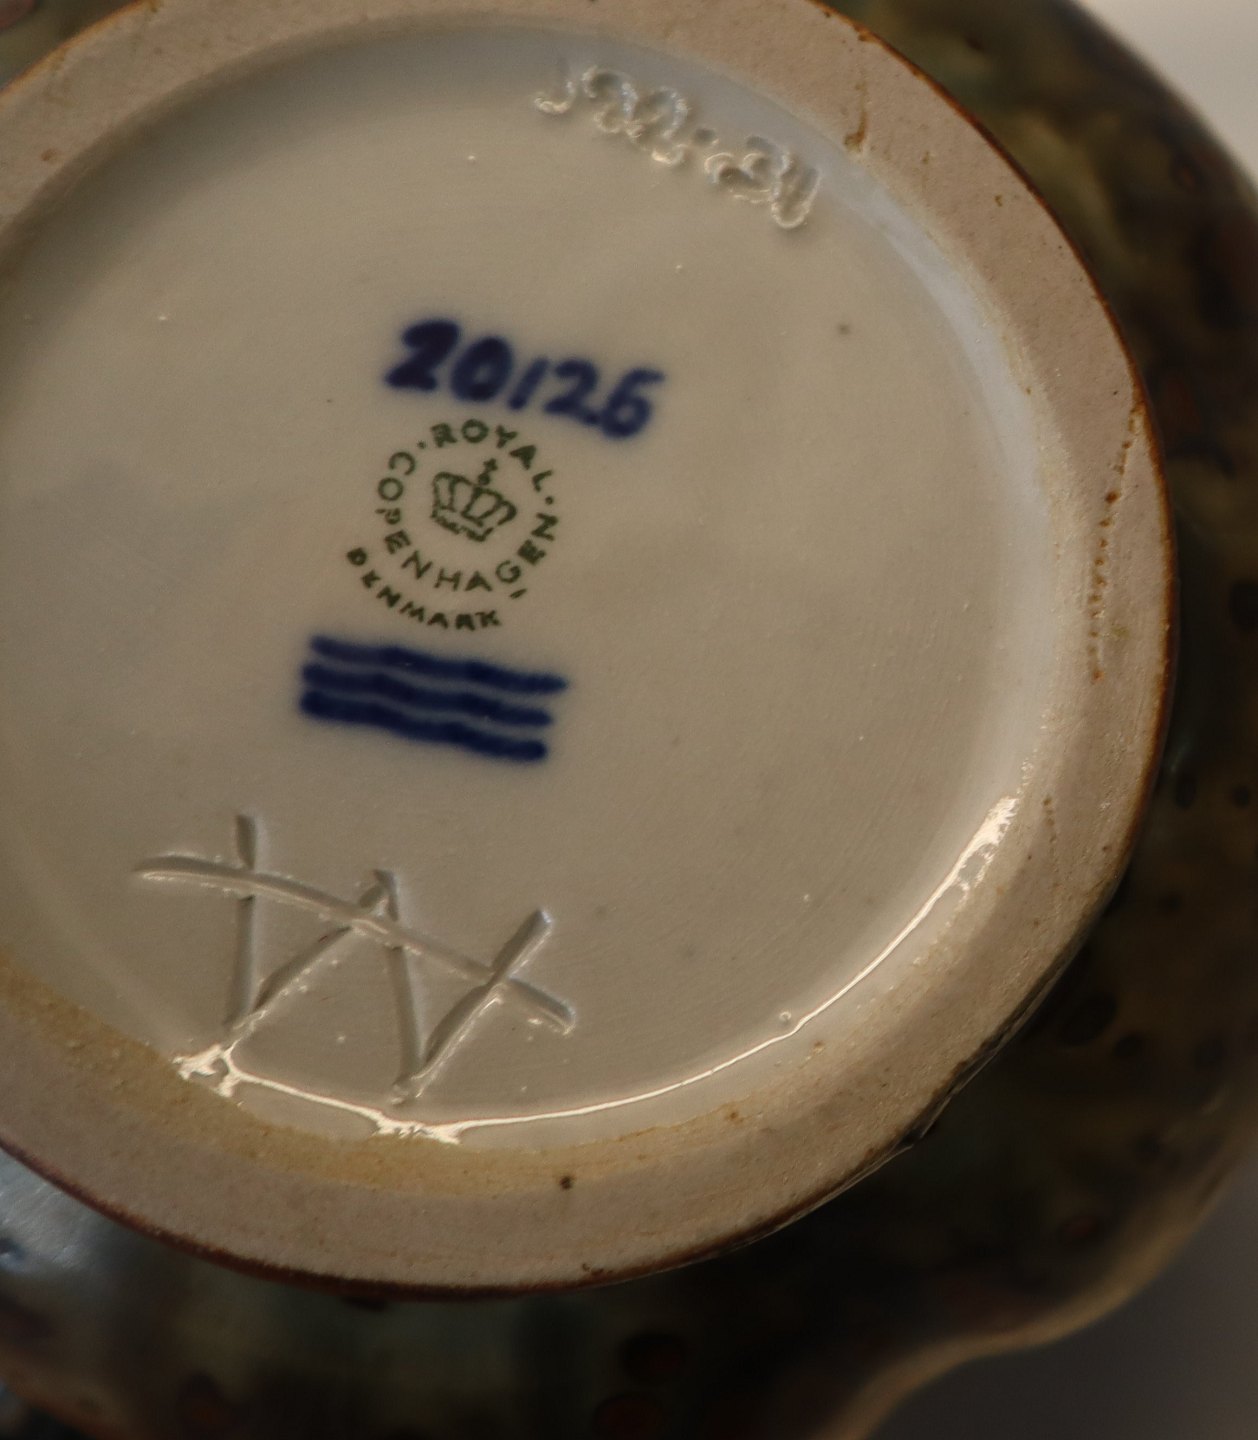 20126
ROYAL
COPENHAGEN
DENMARK